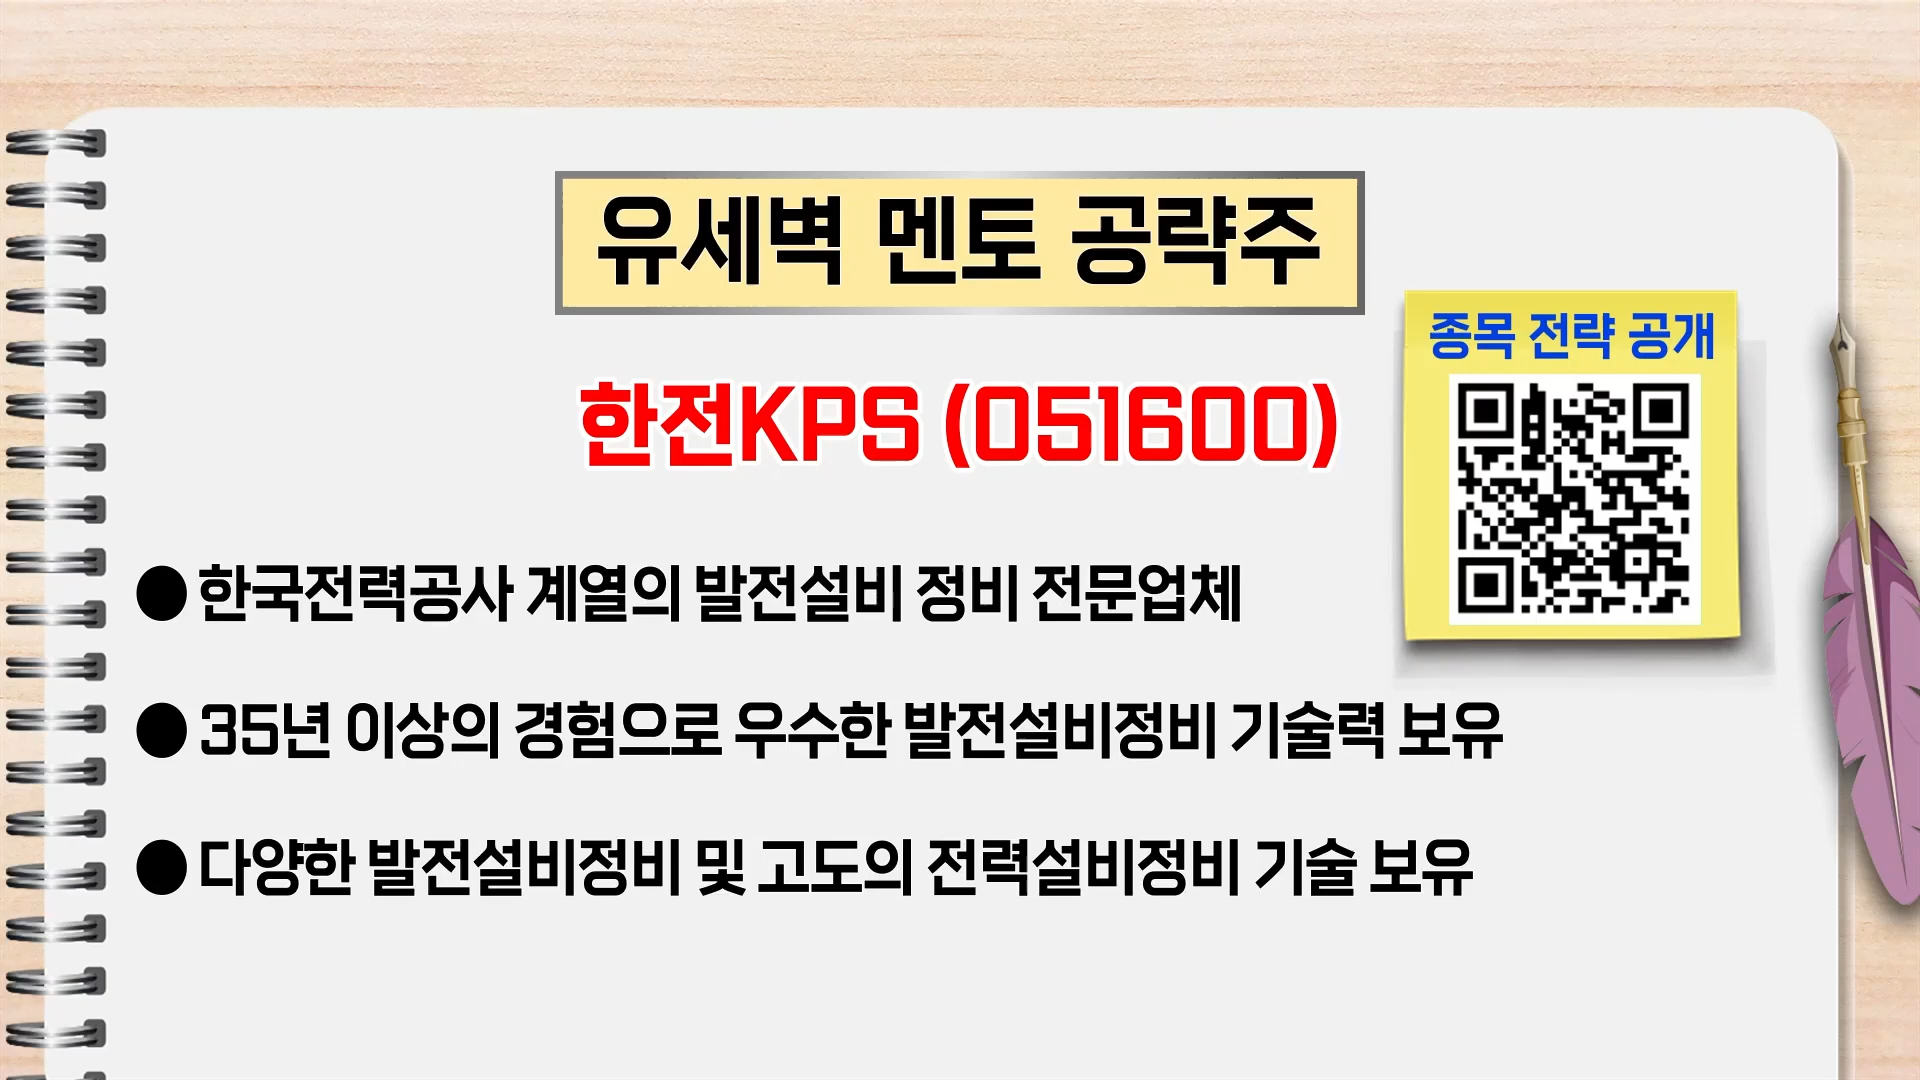 유세벽 멘토 공략주
종목 전략 공개
한전KPS (051600)
● 한국전력공사 계열의 발전설비 정비 전문업체
● 35년 이상의 경험으로 우수한 발전설비정비 기술력 보유
● 다양한 발전설비정비 및 고도의 전력설비정비 기술 보유